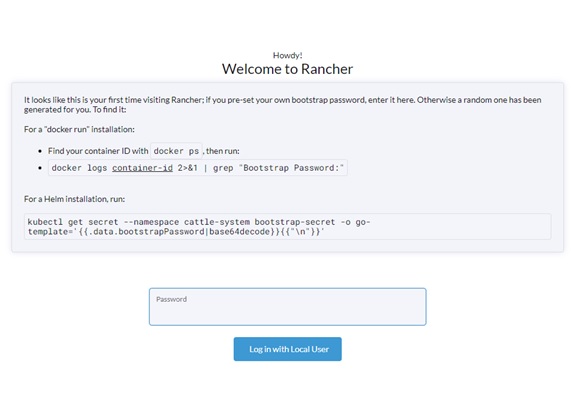 Howdy!
Welcome to Rancher
It looks like this is your first time visiting Rancher; if you pre-set your own bootstrap password, enter it here. Otherwise a random one has been
generated for you. To find it:
For a "docker run" installation:
• Find your container ID with docker ps , then run:
• docker logs container-id 2>&1 | grep "Bootstrap Password:"
For a Helm installation, run:
kubectl get secret --namespace cattle-system bootstrap-secret -o go-
template='{{.data.bootstrapPassword|base64decode}}{{"\n"}}'
Password
Log in with Local User